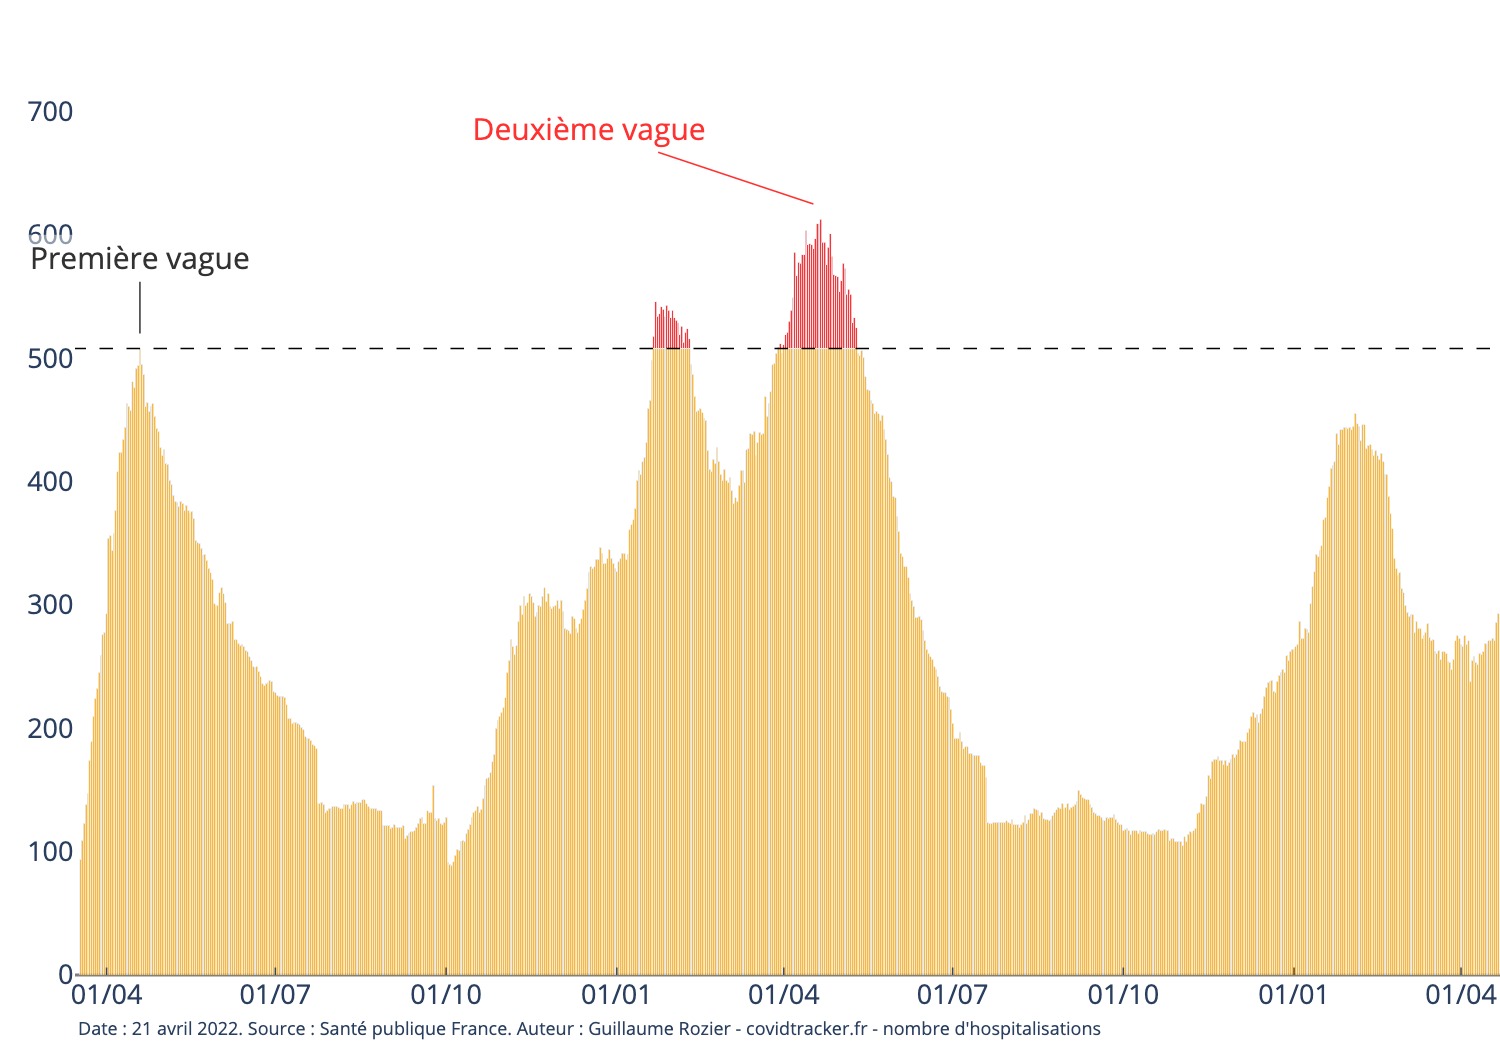 700
Deuxième vague
600
Première vague
500
400
300
200
100
0
01/04 01/07 01/10 01/01 01/04 01/07 01/10 01/01 01/04
Date : 21 avril 2022. Source : Santé publique France. Auteur : Guillaume Rozier - covidtracker.fr - nombre d'hospitalisations